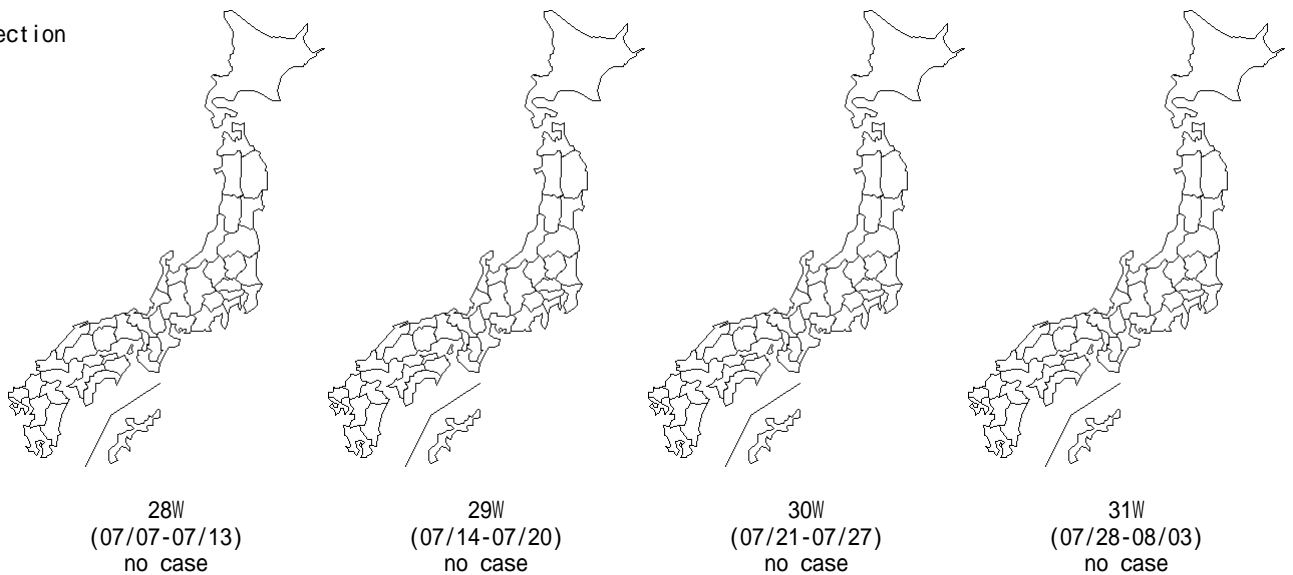 28W
(07/07-07/13)
no case
29W
(07/14-07/20)
no case
30W
(07/21-07/27)
no case
31W
(07/28-08/03)
no case